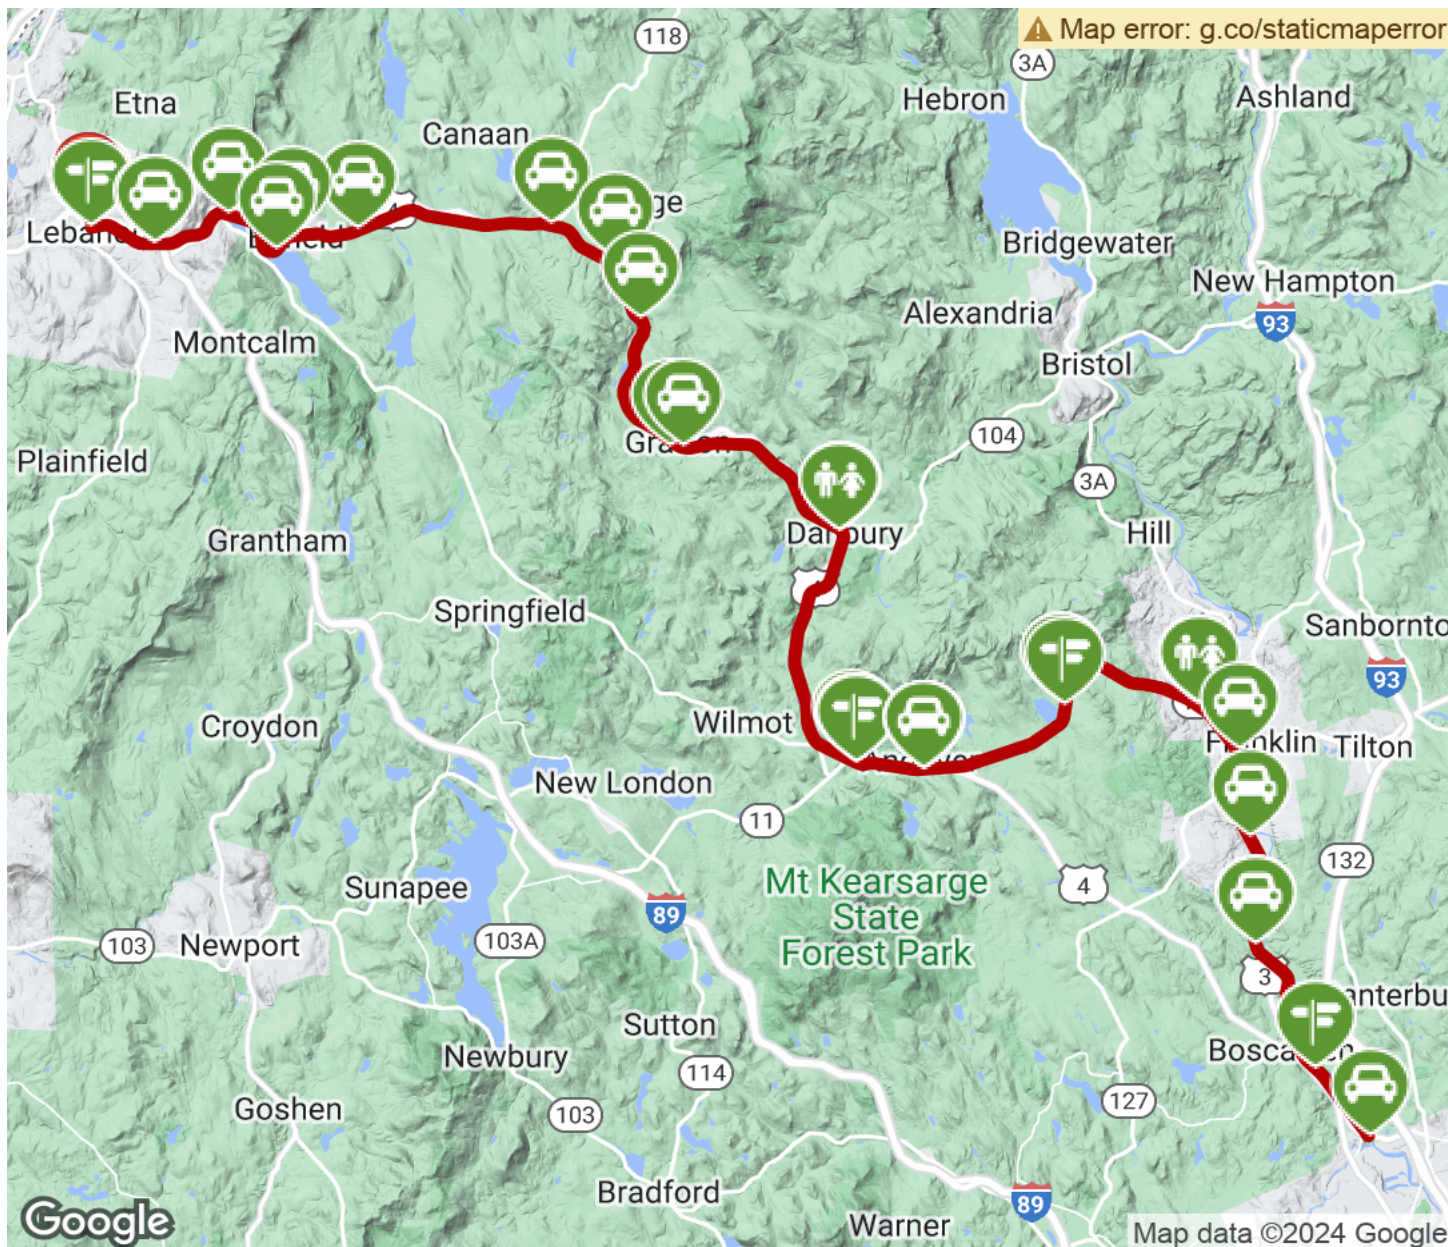 118
Map error: g.co/staticmaperror
3A
Etna
Hebron
Ashland
Canaan
Bridgewater
New Hampton
Alexandria
93
Montcalm
Bristol
104
Plainfield
3A
Danbury
Hill
Grantham
Springfield
Sanbornto
93
Wilmot
Croydon
Franklin
Tilton
New London
11
132
4
Mt Kearsarge
State
Forest Park
Sunapee
89
103
Newport
103A
3
Sutton
Newbury
114
127
Goshen
103
Bradford
89
Warner
Google
Map data ©2024 Google